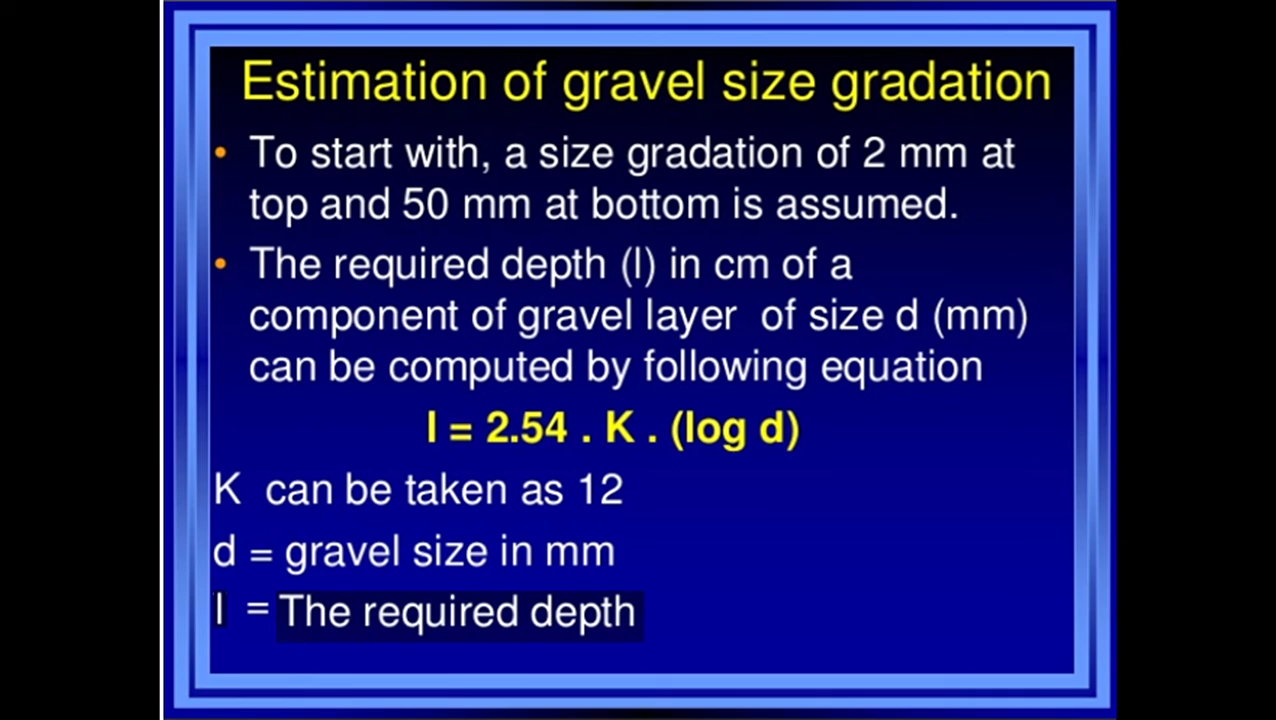 Estimation of gravel size gradation
• To start with, a size gradation of 2 mm at
top and 50 mm at bottom is assumed.
• The required depth (l) in cm of a
component of gravel layer of size d (mm)
can be computed by following equation
l = 2.54 . K . (log d)
K can be taken as 12
d = gravel size in mm
l = The required depth